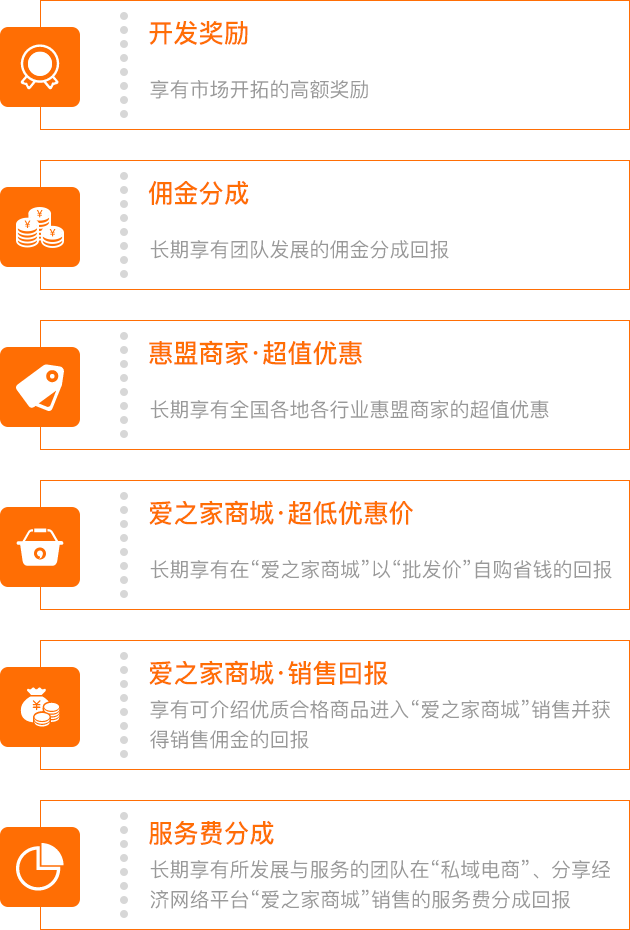 开发奖励
享有市场开拓的高额奖励
佣金分成
长期享有团队发展的佣金分成回报
惠盟商家·超值优惠
长期享有全国各地各行业惠盟商家的超值优惠
爱之家商城·超低优惠价
长期享有在“爱之家商城”以“批发价”自购省钱的回报
爱之家商城·销售回报
享有可介绍优质合格商品进入“爱之家商城”销售并获
得销售佣金的回报
服务费分成
长期享有所发展与服务的团队在“私域电商”、分享经
济网络平台“爱之家商城”销售的服务费分成回报